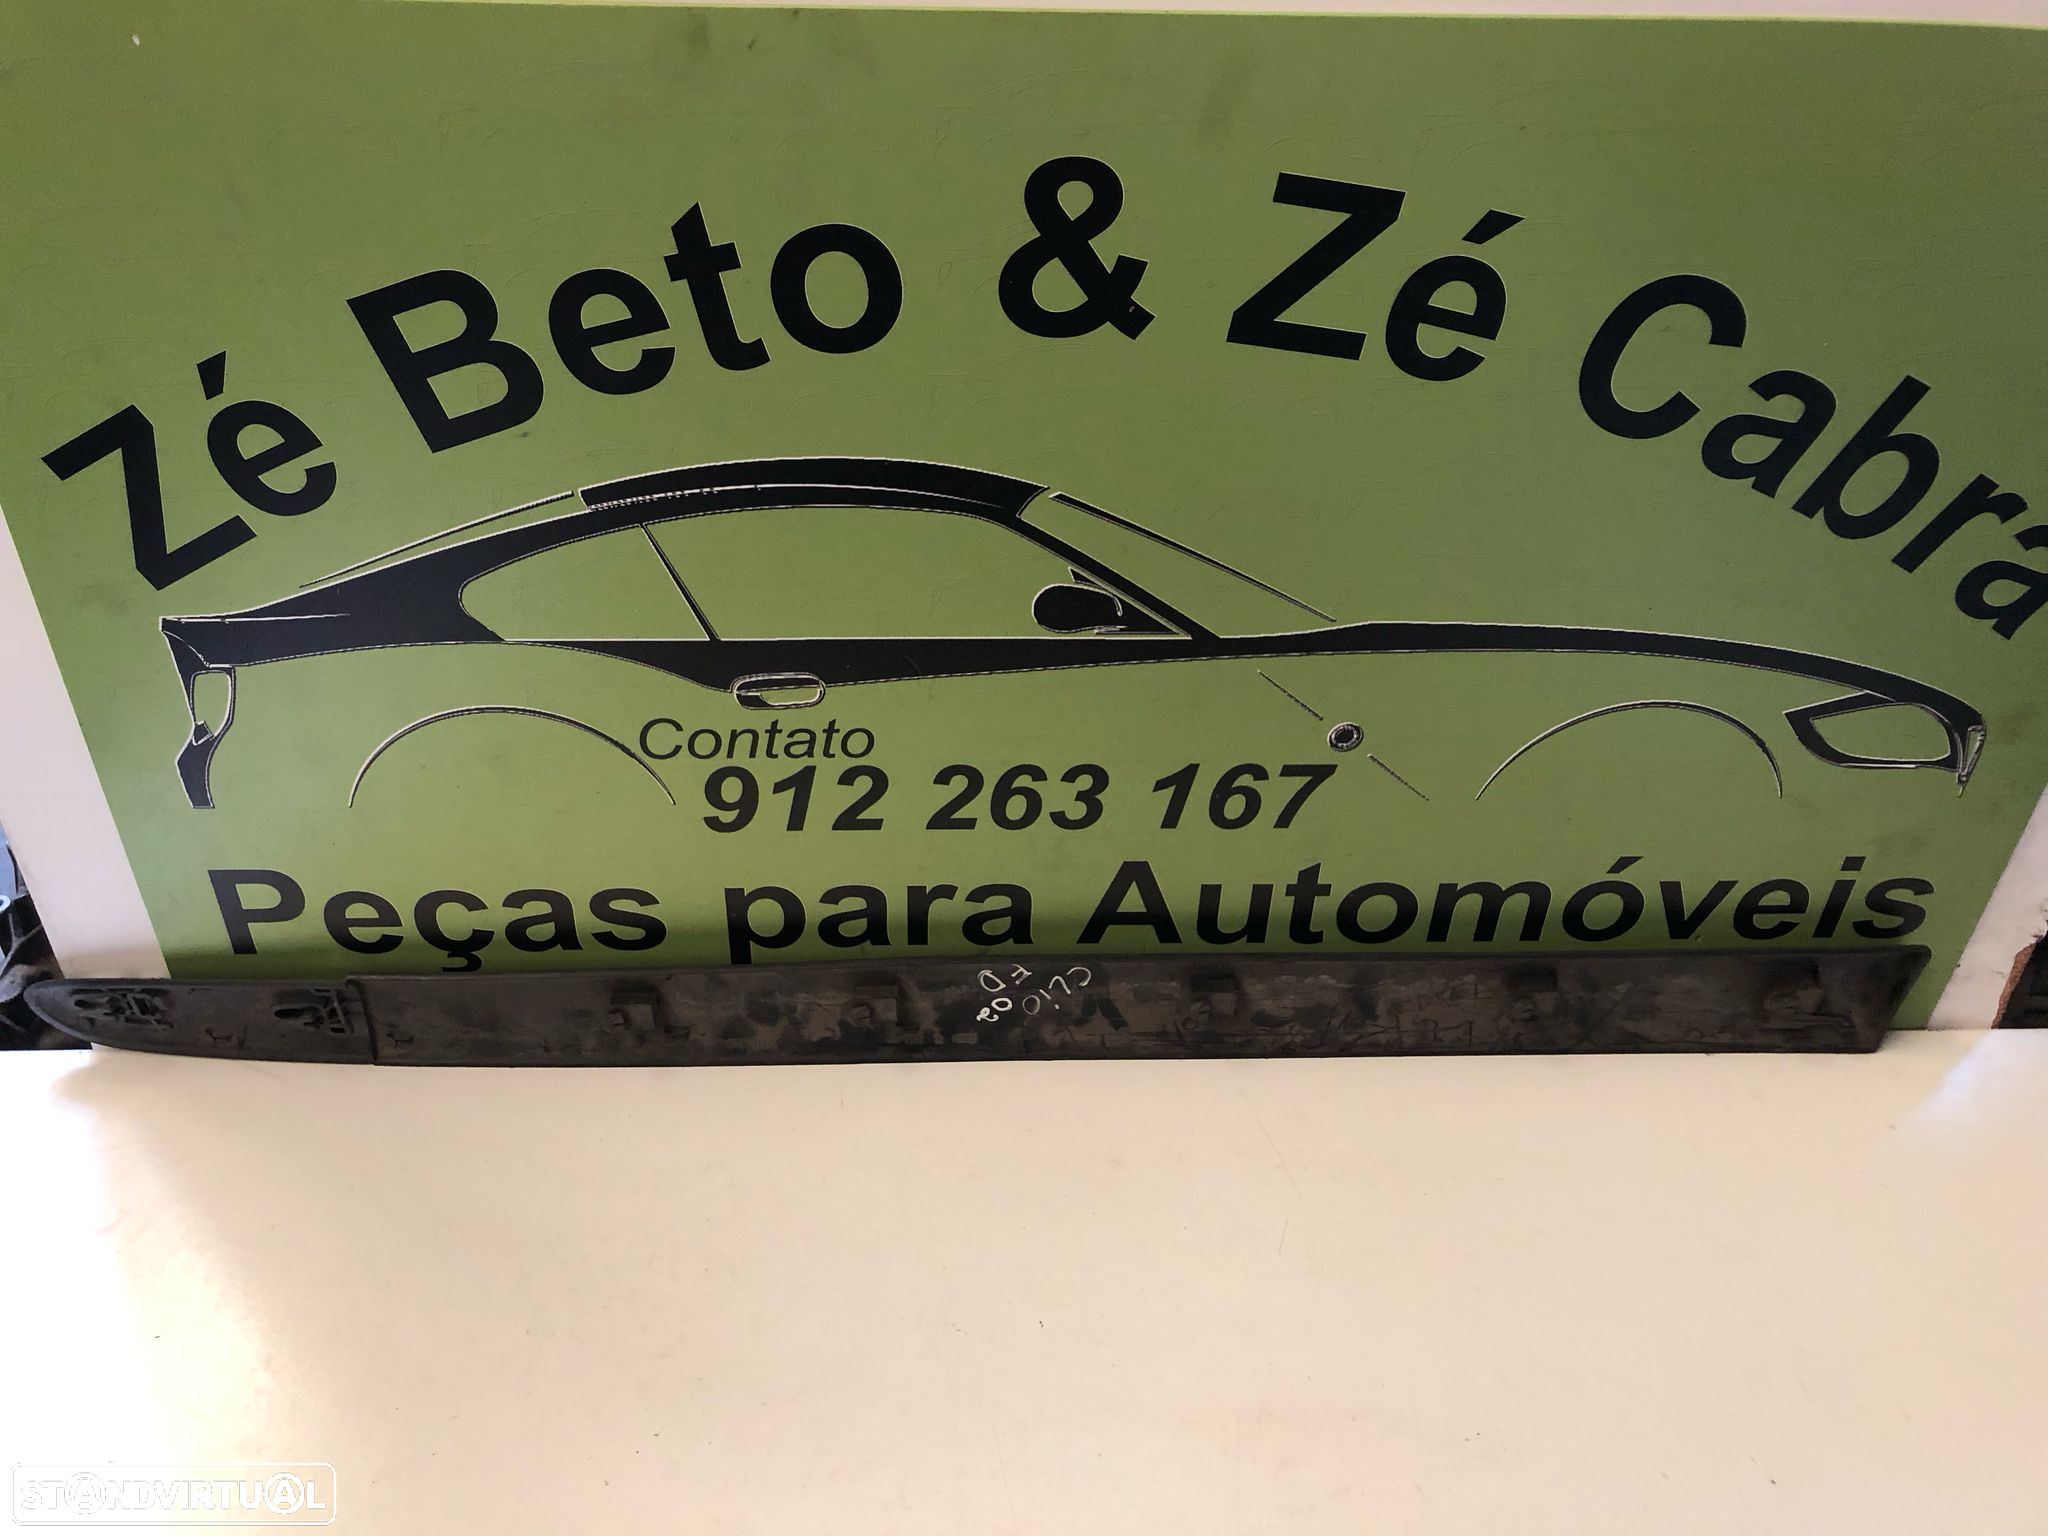 Zé Beto & Zé Cabra
Contato
912 263 167
Peças para Automóveis
CLIO
FD
02
STANDVIRTUAL